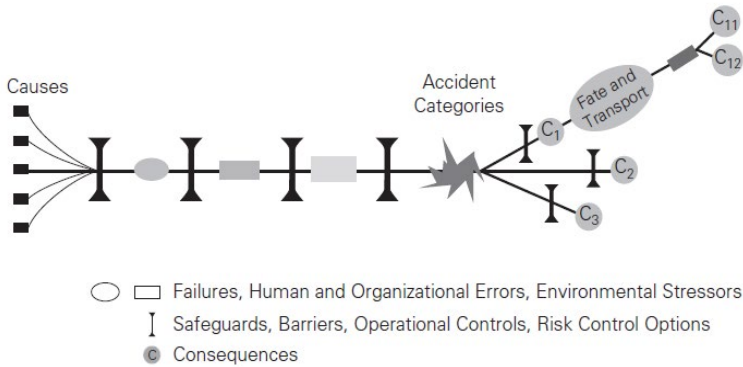 Causes
Accident
Categories
C1
Fate and
Transport
C11
C12
C2
C3
Failures, Human and Organizational Errors, Environmental Stressors
Safeguards, Barriers, Operational Controls, Risk Control Options
C Consequences